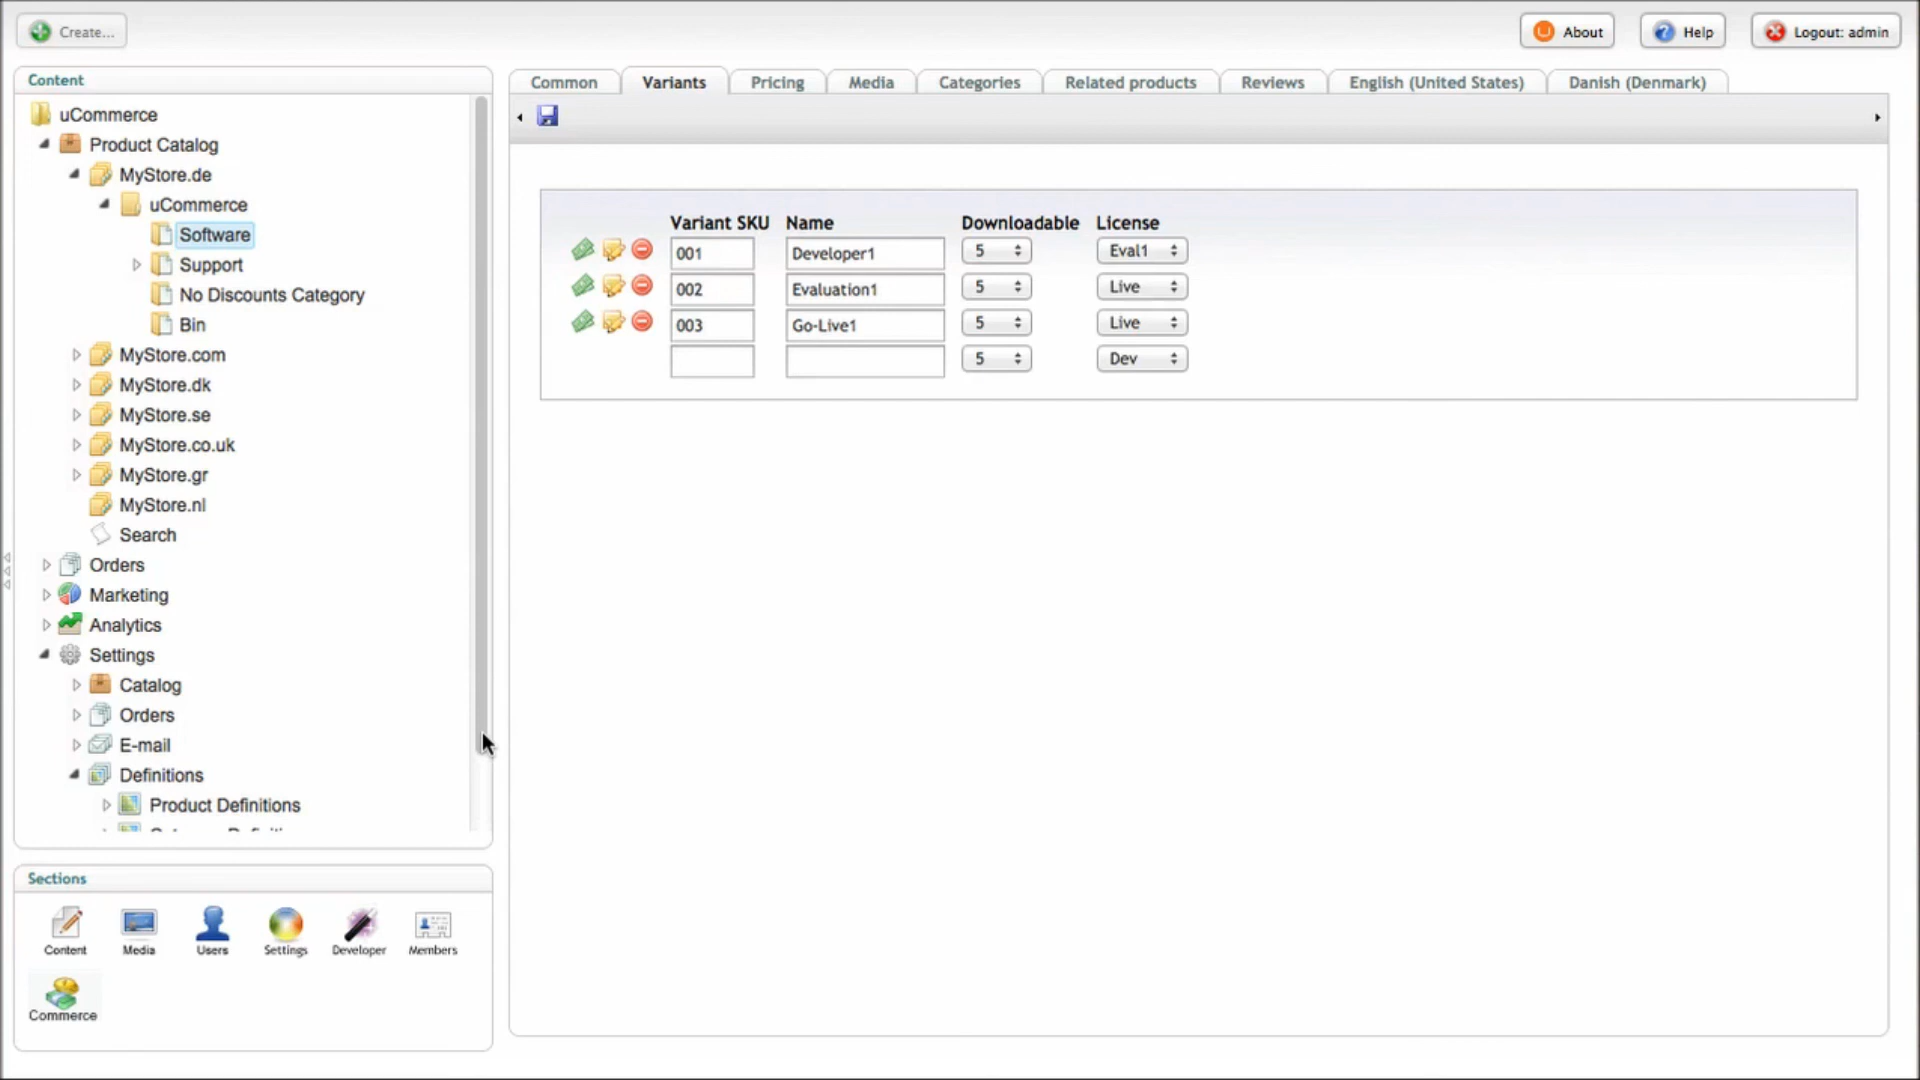 Create...
About
Help
Logout: admin
Content
uCommerce
Product Catalog
MyStore.de
uCommerce
Software
Support
No Discounts Category
Bin
MyStore.com
MyStore.dk
MyStore.se
MyStore.co.uk
MyStore.gr
MyStore.nl
Search
Orders
Marketing
Analytics
Settings
Catalog
Orders
E-mail
Definitions
Product Definitions
Sections
Content Media Users Settings Developer Members
Commerce
Common Variants Pricing Media Categories Related products Reviews English (United States) Danish (Denmark)
Variant SKU Name Downloadable License
001 Developer1 5 Eval1
002 Evaluation1 5 Live
003 Go-Live1 5 Live
5 Dev